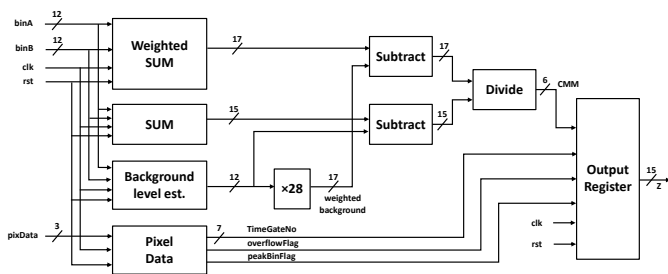 binA
12
binB
12
clk
rst
Weighted
SUM
17
Subtract
17
SUM
15
Subtract
15
Divide
6
CMM
Background
level est.
12
×28
17
weighted
background
Output
Register
15
Z
pixData
3
Pixel
Data
7
TimeGateNo
overflowFlag
peakBinFlag
clk
rst